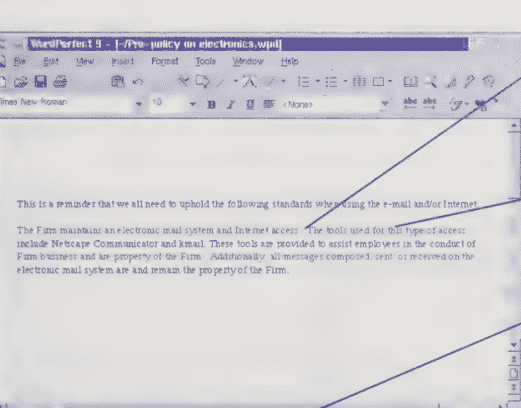 WordPerfect 9 - [~/Pro-policy on electronics.wpd]
File Edit View Insert Format Tools Window Help
Times New Roman 13 B I U <None> abc abc
This is a reminder that we all need to uphold the following standards when using the e-mail and/or Internet
The Firm maintains an electronic mail system and Internet access. The tools used for this type of access
include Netscape Communicator and kmail. These tools are provided to assist employees in the conduct of
Firm business and are property of the Firm. Additionally all messages composed, sent, or received on the
electronic mail system are and remain the property of the Firm.